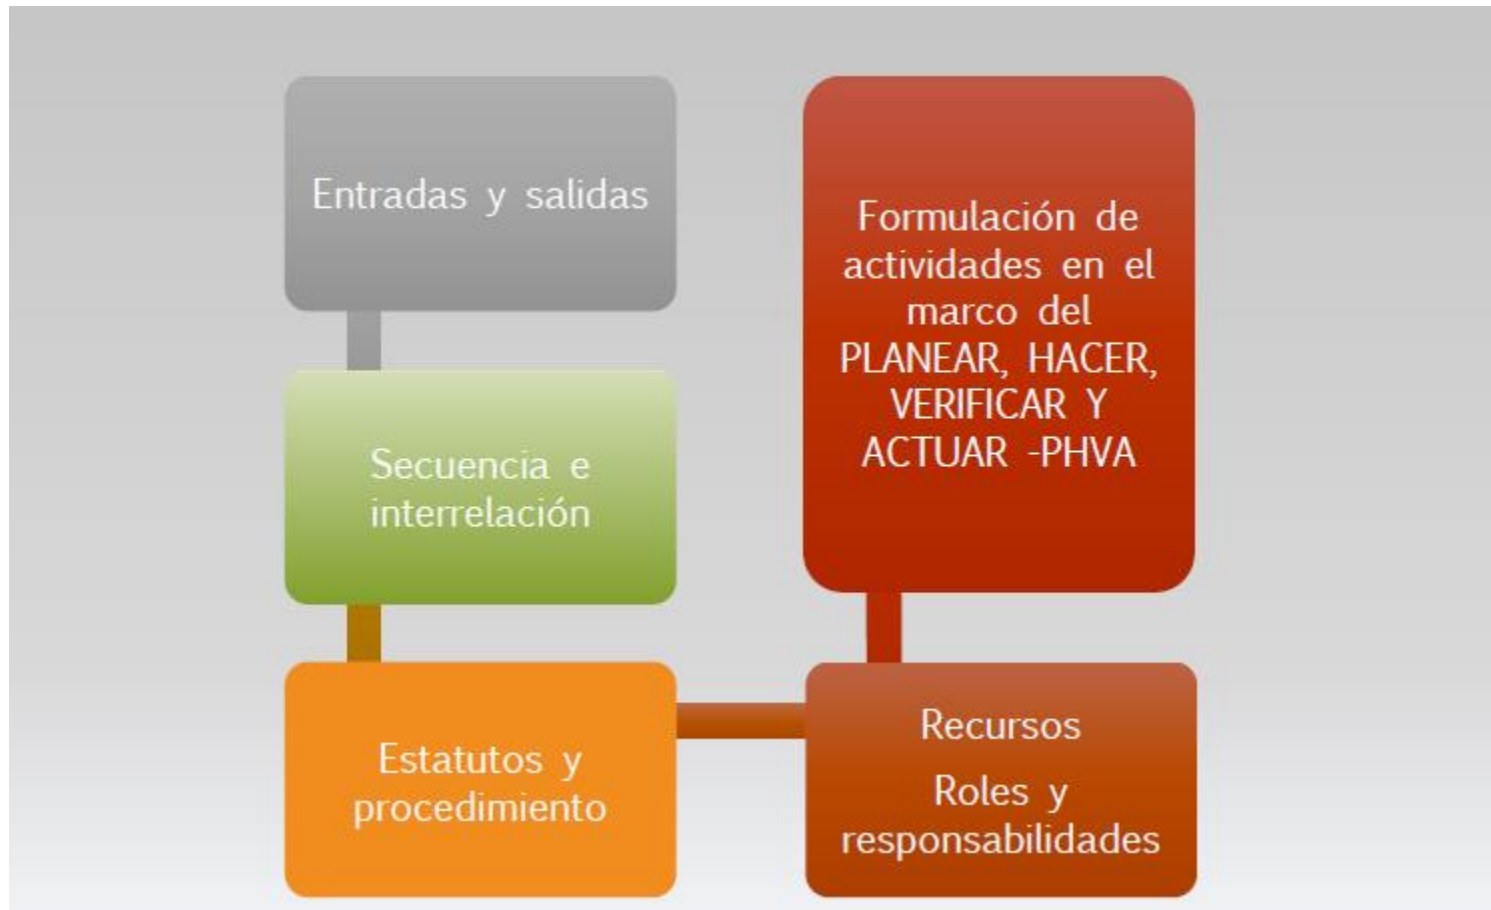 Entradas y salidas
Secuencia e
interrelación
Estatutos y
procedimiento
Recursos
Roles y
responsabilidades
Formulación de
actividades en el
marco del
PLANEAR, HACER,
VERIFICAR Y
ACTUAR -PHVA